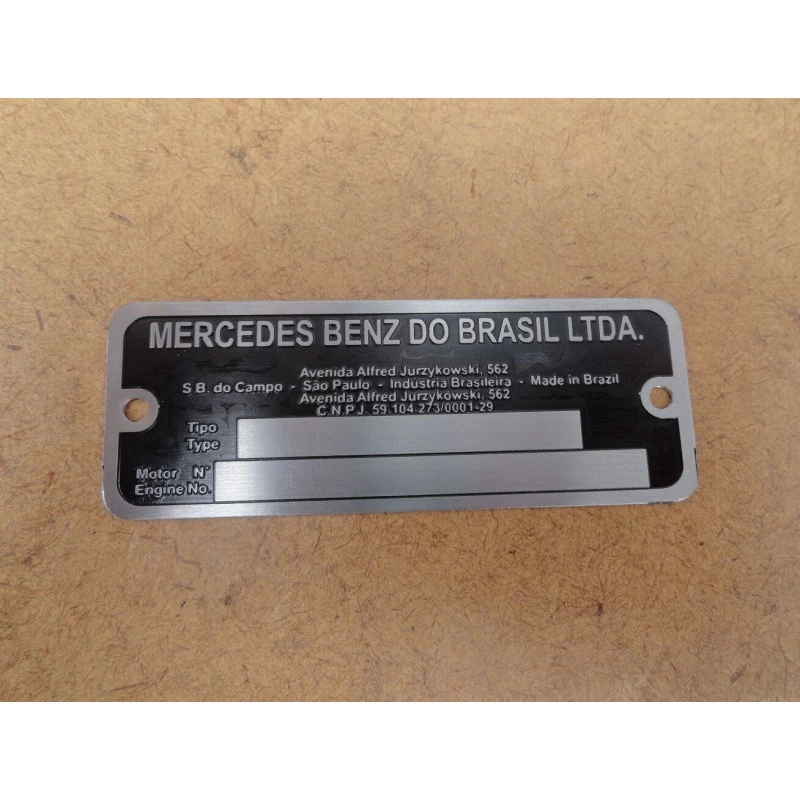 MERCEDES BENZ DO BRASIL LTDA.
Avenida Alfred Jurzykowski, 562
S B. do Campo - São Paulo - Indústria Brasileira - Made in Brazil
Avenida Alfred Jurzykowski, 562
C.N.P.J. 59.104.273/0001-29
Tipo
Type
Motor N°
Engine No.